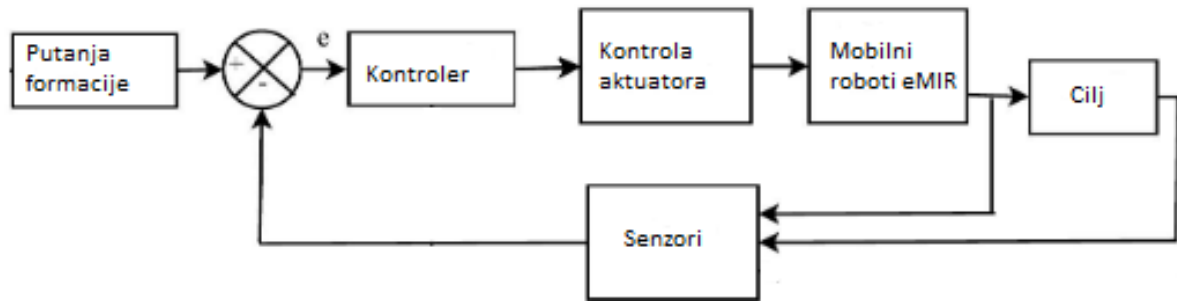 Putanja
formacije
+
-
e
Kontroler
Kontrola
aktuatora
Mobilni
roboti eMIR
Cilj
Senzori